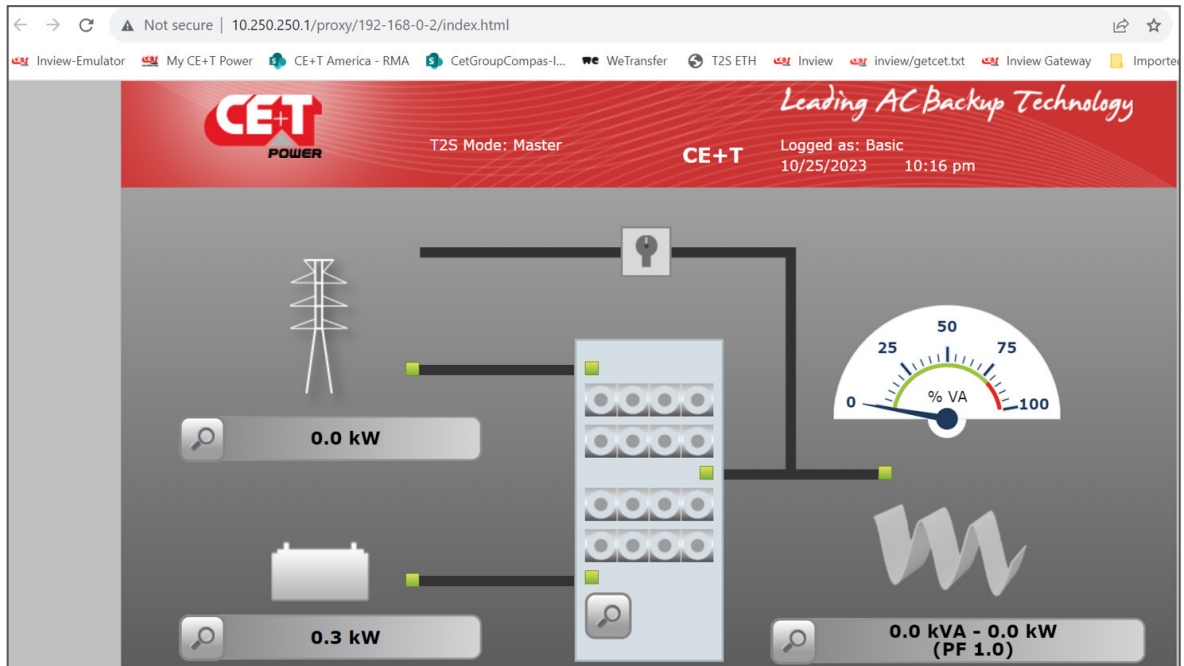 Not secure | 10.250.250.1/proxy/192-168-0-2/index.html
Inview-Emulator My CE+T Power CE+T America - RMA CetGroupCompas-I... WeTransfer T2S ETH Inview inview/getcet.txt Inview Gateway Importe
CE+T
POWER
T2S Mode: Master
CE+T
Leading AC Backup Technology
Logged as: Basic
10/25/2023 10:16 pm
50
25 75
% VA
0 100
0.0 kW
0.3 kW
0.0 kVA - 0.0 kW
(PF 1.0)